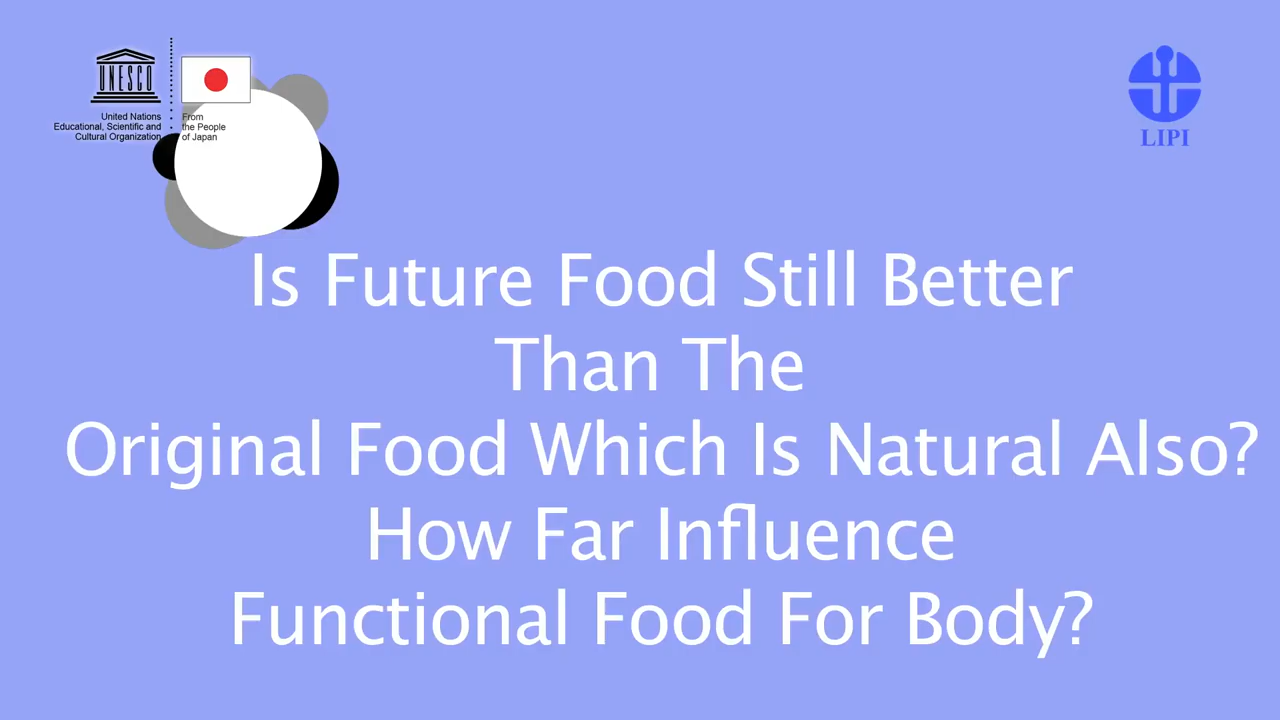 UNESCO
United Nations
Educational, Scientific and
Cultural Organization
From
the People
of Japan
LIPI
Is Future Food Still Better
Than The
Original Food Which Is Natural Also?
How Far Influence
Functional Food For Body?